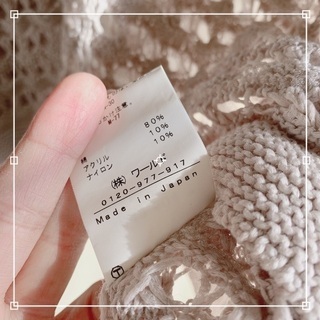 綿 80%
アクリル 10%
ナイロン 10%
(株) ワールド
0120-977-917
Made in Japan